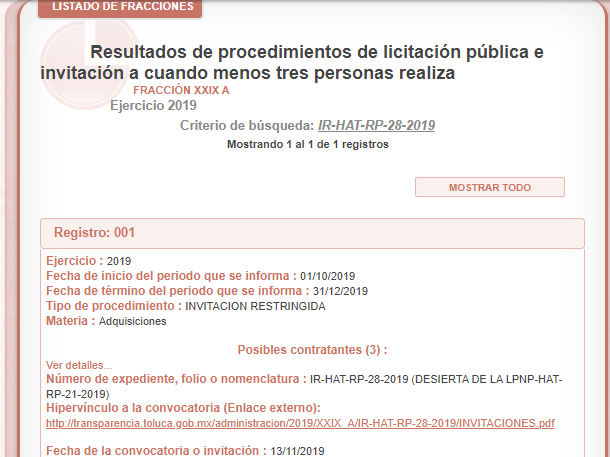 LISTADO DE FRACCIONES
Resultados de procedimientos de licitación pública e
invitación a cuando menos tres personas realiza
FRACCIÓN XXIX A
Ejercicio 2019
Criterio de búsqueda: IR-HAT-RP-28-2019
Mostrando 1 al 1 de 1 registros
MOSTRAR TODO
Registro: 001
Ejercicio : 2019
Fecha de inicio del periodo que se informa : 01/10/2019
Fecha de término del periodo que se informa : 31/12/2019
Tipo de procedimiento : INVITACION RESTRINGIDA
Materia : Adquisiciones
Posibles contratantes (3) :
Ver detalles...
Número de expediente, folio o nomenclatura : IR-HAT-RP-28-2019 (DESIERTA DE LA LPNP-HAT-
RP-21-2019)
Hipervínculo a la convocatoria (Enlace externo):
http://transparencia.toluca.gob.mx/administracion/2019/XXIX_A/IR-HAT-RP-28-2019/INVITACIONES.pdf
Fecha de la convocatoria o invitación : 13/11/2019